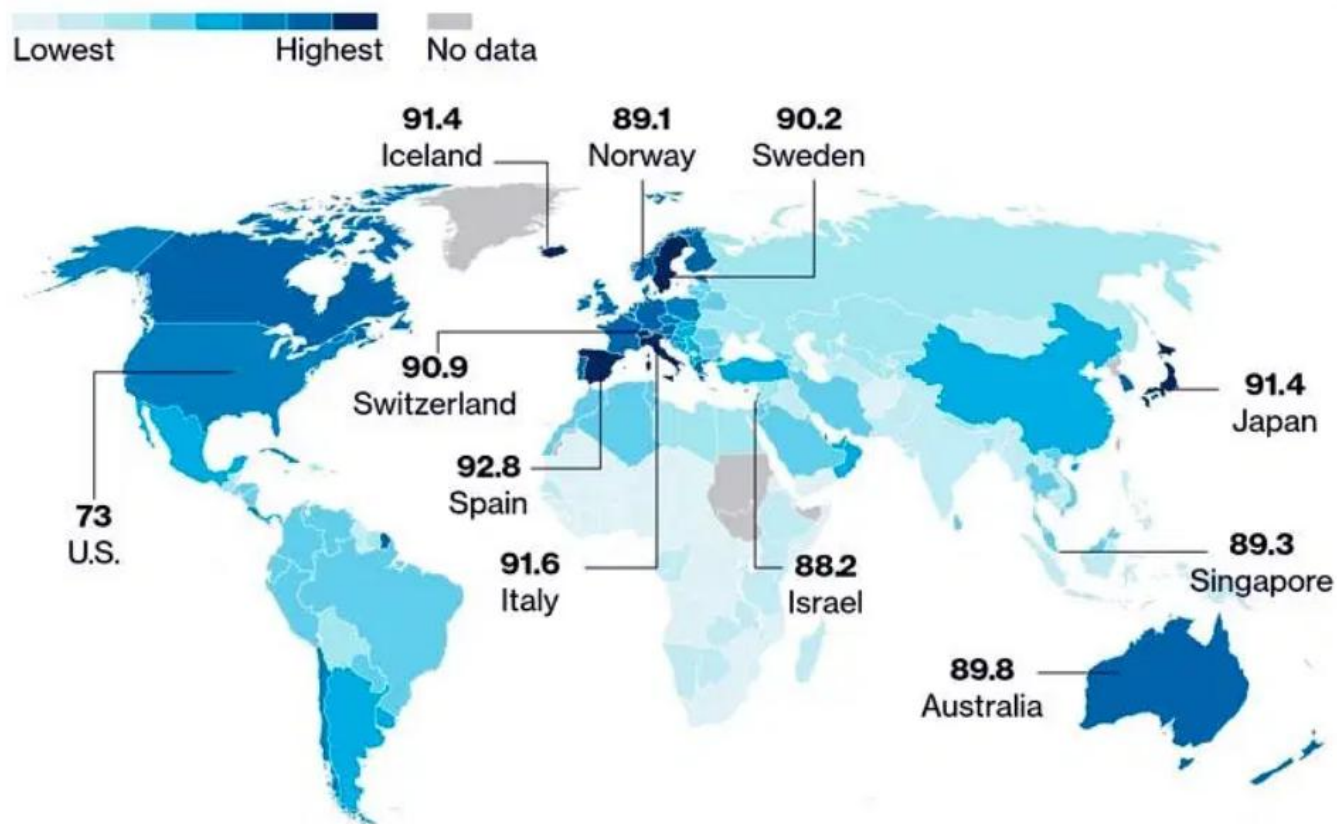 Lowest Highest No data
91.4 89.1 90.2
Iceland Norway Sweden
90.9
Switzerland
91.4
Japan
92.8
Spain
73
U.S.
91.6 88.2 89.3
Italy Israel Singapore
89.8
Australia